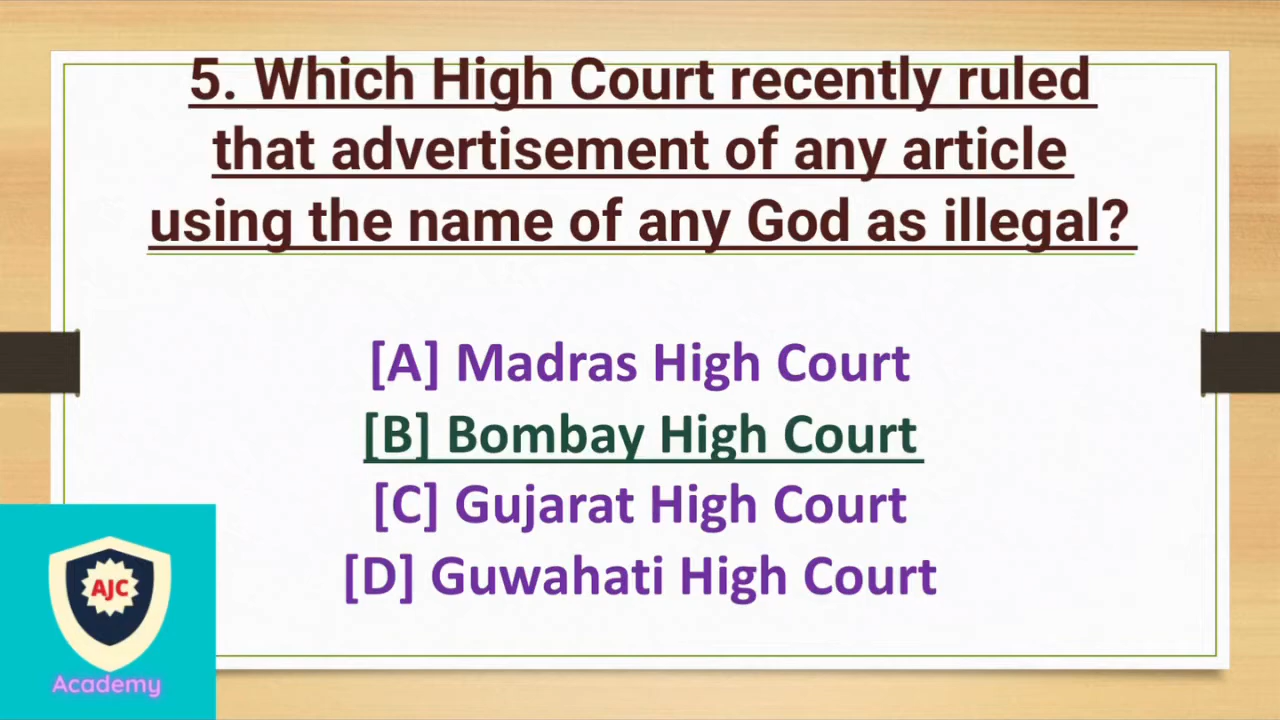 5. Which High Court recently ruled
that advertisement of any article
using the name of any God as illegal?
[A] Madras High Court
[B] Bombay High Court
[C] Gujarat High Court
[D] Guwahati High Court
AJC
Academy